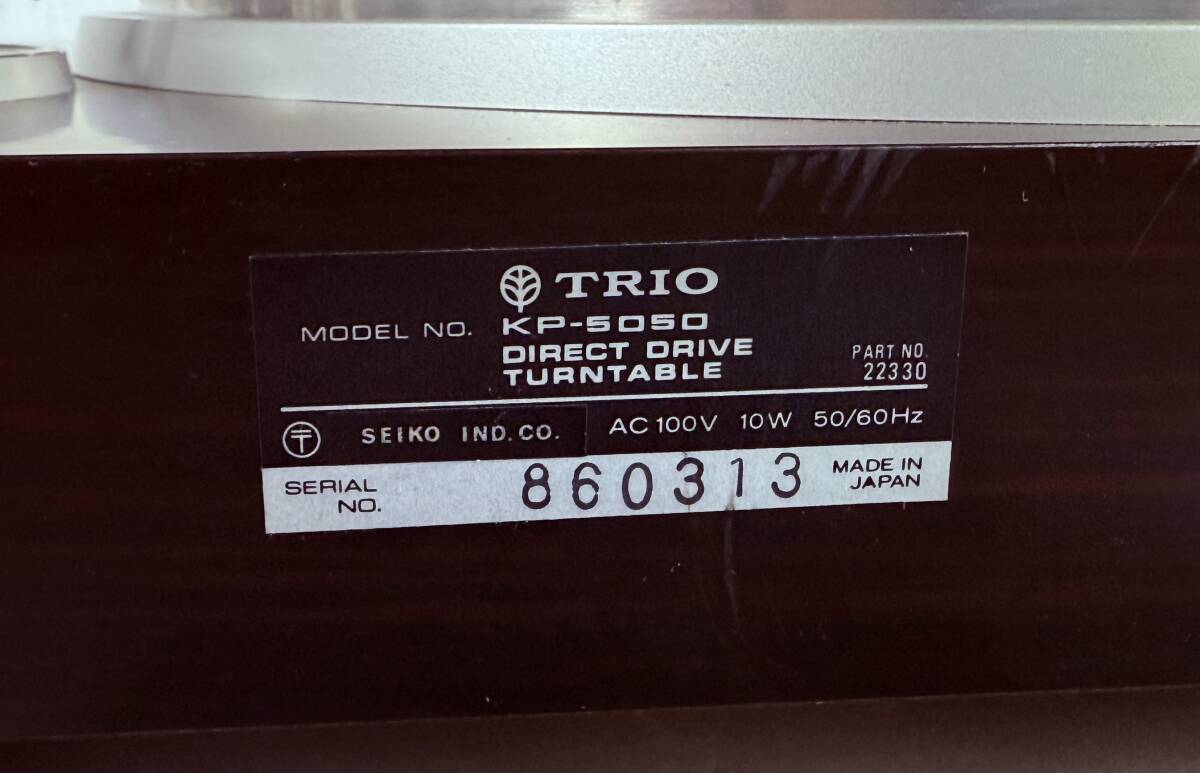 TRIO
MODEL NO. KP-5050
DIRECT DRIVE
TURNTABLE
PART NO.
22330
〒 SEIKO IND. CO. AC 100V 10W 50/60Hz
SERIAL NO. 860313
MADE IN JAPAN